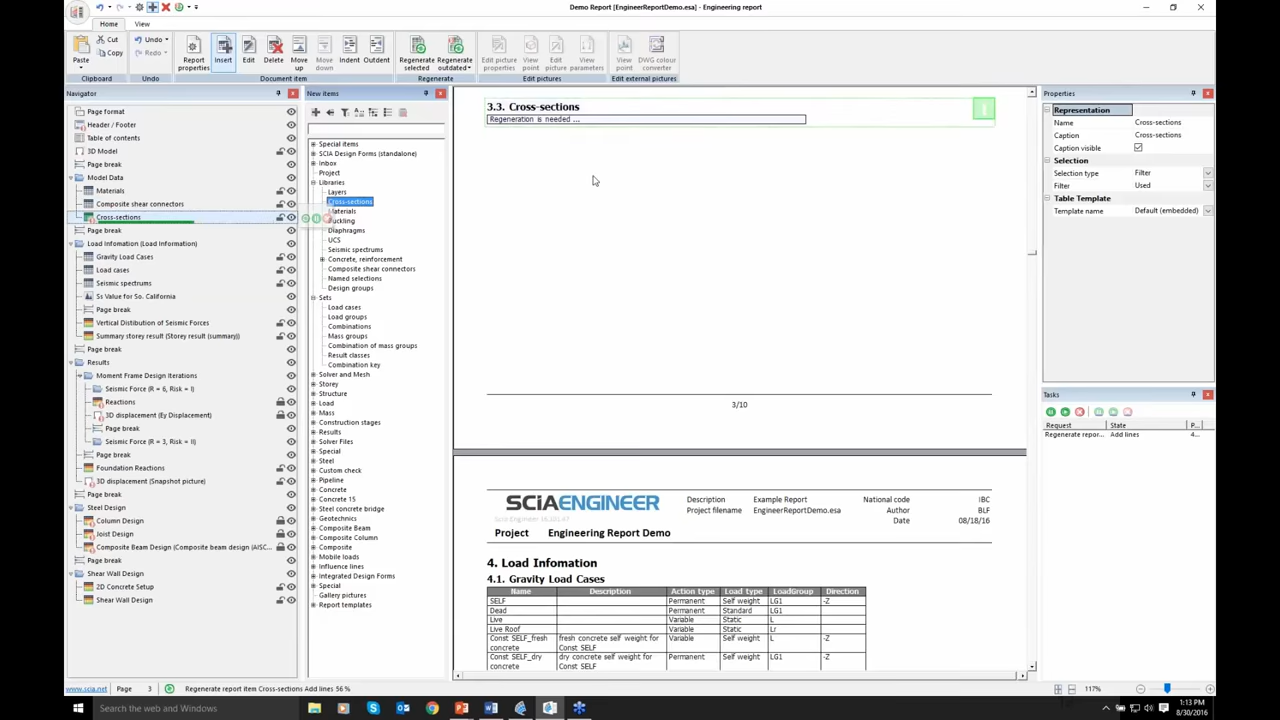 Demo Report [EngineerReportDemo.esa] - Engineering report
Home
View
Paste
Cut
Copy
Undo
Redo
Report properties
Insert
Edit
Delete
Move up
Move down
Indent
Outdent
Regenerate selected
Regenerate outdated
Edit picture properties
View point
Edit picture
View parameters
View point
DWG colour converter
Clipboard
Undo
Document item
Regenerate
Edit pictures
Edit external pictures
Navigator
Page format
Header / Footer
Table of contents
3D Model
Page break
Model Data
Materials
Composite shear connectors
Cross-sections
Page break
Load Infomation (Load Information)
Gravity Load Cases
Load cases
Seismic spectrums
Ss Value for So. California
Page break
Vertical Distibution of Seismic Forces
Summary storey result (Storey result (summary))
Page break
Results
Moment Frame Design Iterations
Seismic Force (R = 6, Risk = I)
Reactions
3D displacement (Ey Displacement)
Page break
Seismic Force (R = 3, Risk = II)
Page break
Foundation Reactions
3D displacement (Snapshot picture)
Page break
Steel Design
Column Design
Joist Design
Composite Beam Design (Composite beam design (AISC...
Page break
Shear Wall Design
2D Concrete Setup
Shear Wall Design
New items
Special items
SCIA Design Forms (standalone)
Inbox
Project
Libraries
Layers
Cross-sections
Materials
uckling
Diaphragms
UCS
Seismic spectrums
Concrete, reinforcement
Composite shear connectors
Named selections
Design groups
Sets
Load cases
Load groups
Combinations
Mass groups
Combination of mass groups
Result classes
Combination key
Solver and Mesh
Storey
Structure
Load
Mass
Construction stages
Results
Solver Files
Special
Steel
Custom check
Pipeline
Concrete
Concrete 15
Steel concrete bridge
Geotechnics
Composite Beam
Composite Column
Composite
Mobile loads
Influence lines
Integrated Design Forms
Special
Gallery pictures
Report templates
3.3. Cross-sections
Regeneration is needed ...
3/10
SCIAENGINEER
Description Example Report National code IBC
Project filename EngineerReportDemo.esa Author BLF
Date 08/18/16
Project Engineering Report Demo
4. Load Infomation
4.1. Gravity Load Cases
Name Description Action type Load type LoadGroup Direction
SELF Permanent Self weight LG1 -Z
Dead Permanent Standard LG1
Live Variable Static L
Live Roof Variable Static Lr
Const SELF_fresh concrete fresh concrete self weight for Const SELF Variable Self weight L -Z
Const SELF_dry concrete dry concrete self weight for Const SELF Permanent Self weight LG1 -Z
Properties
Representation
Name Cross-sections
Caption Cross-sections
Caption visible
Selection
Selection type Filter
Filter Used
Table Template
Template name Default (embedded)
Tasks
Request State P...
Regenerate repor... Add lines 4...
www.scia.net
Page 3
Regenerate report item Cross-sections Add lines 56 %
117%
Search the web and Windows
1:13 PM
8/30/2016